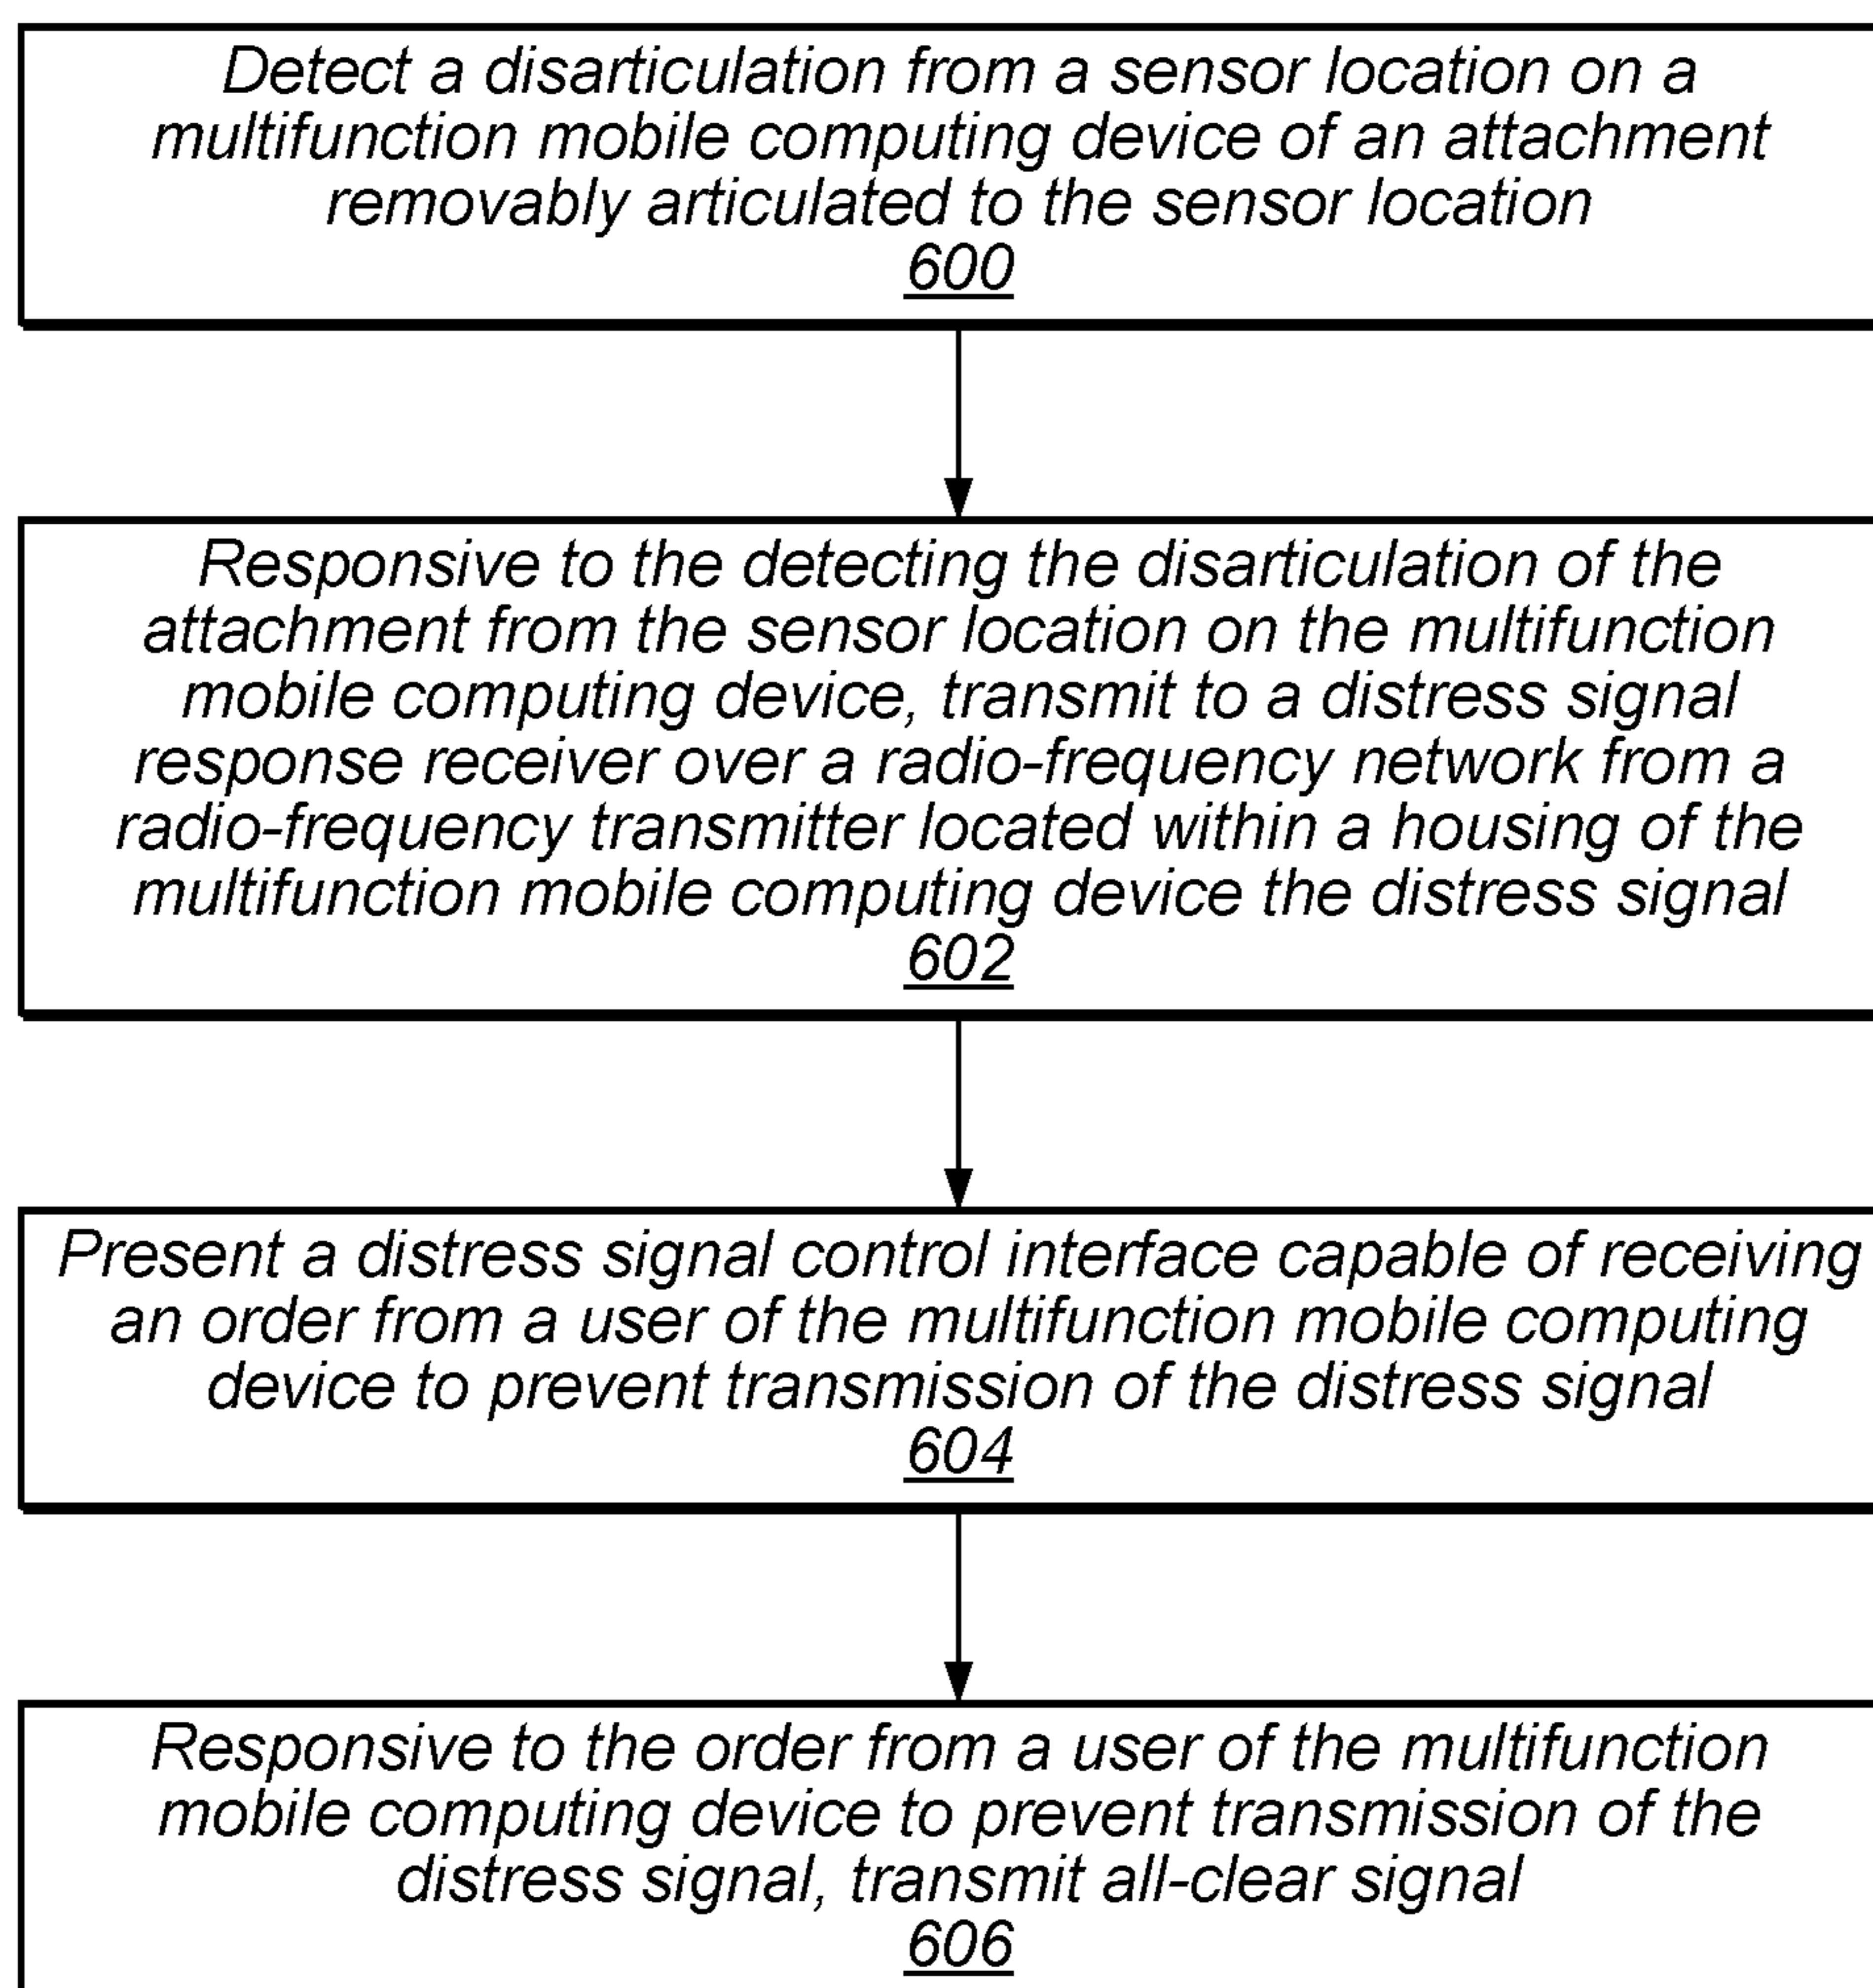 Detect a disarticulation from a sensor location on a
multifunction mobile computing device of an attachment
removably articulated to the sensor location
600
Responsive to the detecting the disarticulation of the
attachment from the sensor location on the multifunction
mobile computing device, transmit to a distress signal
response receiver over a radio-frequency network from a
radio-frequency transmitter located within a housing of the
multifunction mobile computing device the distress signal
602
Present a distress signal control interface capable of receiving
an order from a user of the multifunction mobile computing
device to prevent transmission of the distress signal
604
Responsive to the order from a user of the multifunction
mobile computing device to prevent transmission of the
distress signal, transmit all-clear signal
606